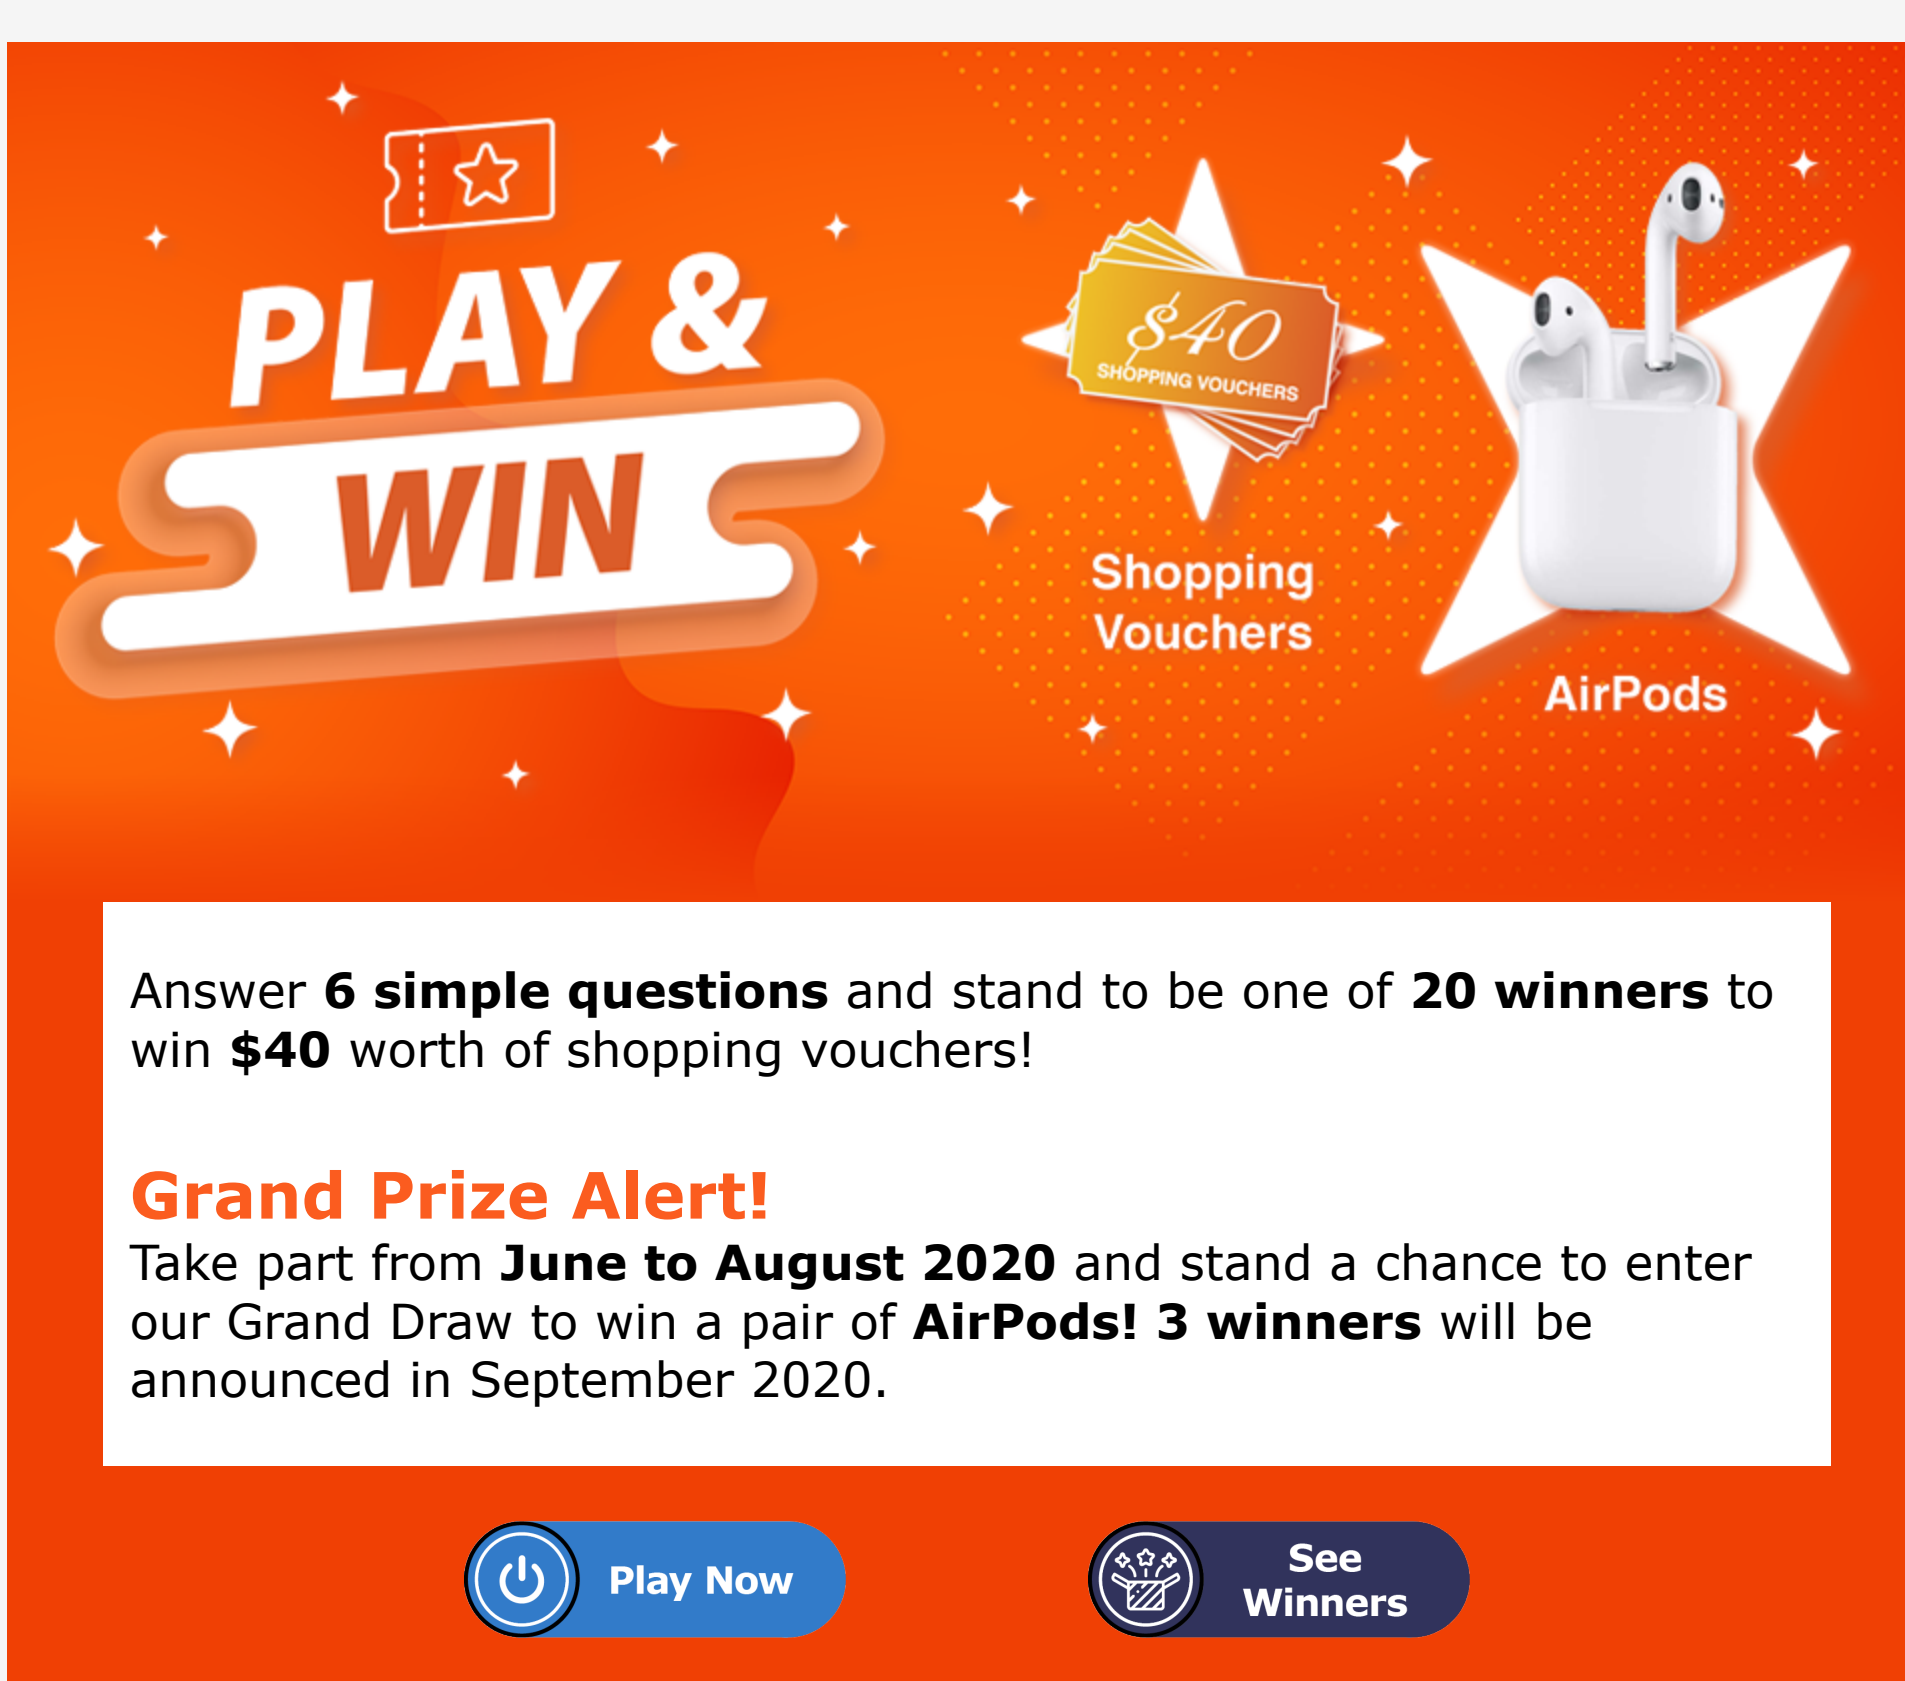 PLAY &
WIN
$40
SHOPPING VOUCHERS
Shopping
Vouchers
AirPods
Answer 6 simple questions and stand to be one of 20 winners to
win $40 worth of shopping vouchers!
Grand Prize Alert!
Take part from June to August 2020 and stand a chance to enter
our Grand Draw to win a pair of AirPods! 3 winners will be
announced in September 2020.
Play Now
See
Winners